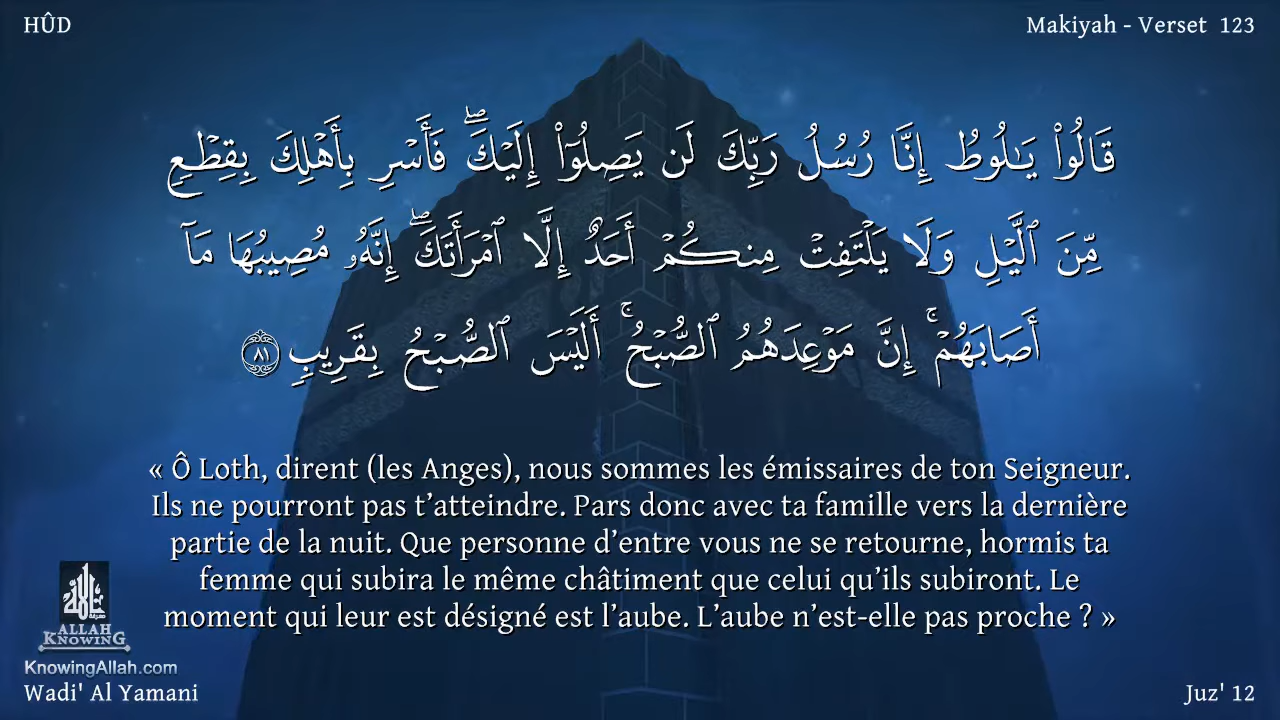 HÛD
Makiyah - Verset 123
قَالُوا۟ يَـٰلُوطُ إِنَّا رُسُلُ رَبِّكَ لَن يَصِلُوٓا۟ إِلَيْكَ ۖ فَأَسْرِ بِأَهْلِكَ بِقِطْعٍ
مِّنَ ٱلَّيْلِ وَلَا يَلْتَفِتْ مِنكُمْ أَحَدٌ إِلَّا ٱمْرَأَتَكَ ۖ إِنَّهُۥ مُصِيبُهَا مَآ
أَصَابَهُمْ ۚ إِنَّ مَوْعِدَهُمُ ٱلصُّبْحُ ۚ أَلَيْسَ ٱلصُّبْحُ بِقَرِيبٍ ٨١
« Ô Loth, dirent (les Anges), nous sommes les émissaires de ton Seigneur.
Ils ne pourront pas t’atteindre. Pars donc avec ta famille vers la dernière
partie de la nuit. Que personne d’entre vous ne se retourne, hormis ta
femme qui subira le même châtiment que celui qu’ils subiront. Le
moment qui leur est désigné est l’aube. L’aube n’est-elle pas proche ? »
ALLAH
KNOWING
KnowingAllah.com
Wadi' Al Yamani
Juz' 12